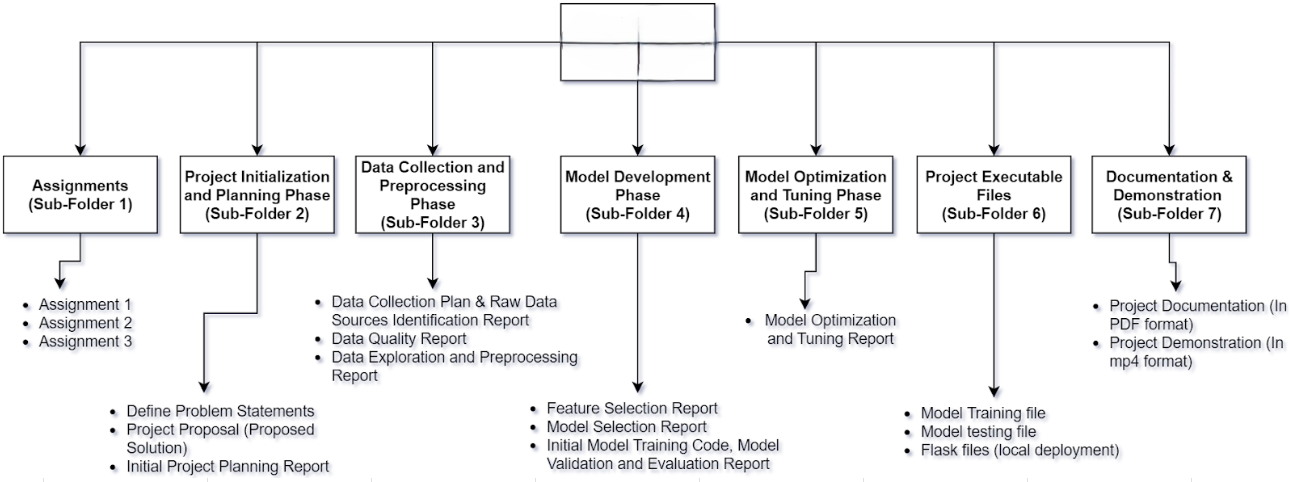 Assignments
(Sub-Folder 1)
Project Initialization
and Planning Phase
(Sub-Folder 2)
Data Collection and
Preprocessing
Phase
(Sub-Folder 3)
Model Development
Phase
(Sub-Folder 4)
Model Optimization
and Tuning Phase
(Sub-Folder 5)
Project Executable
Files
(Sub-Folder 6)
Documentation &
Demonstration
(Sub-Folder 7)
• Assignment 1
• Assignment 2
• Assignment 3
• Define Problem Statements
• Project Proposal (Proposed
Solution)
• Initial Project Planning Report
• Data Collection Plan & Raw Data
Sources Identification Report
• Data Quality Report
• Data Exploration and Preprocessing
Report
• Feature Selection Report
• Model Selection Report
• Initial Model Training Code, Model
Validation and Evaluation Report
• Model Optimization
and Tuning Report
• Model Training file
• Model testing file
• Flask files (local deployment)
• Project Documentation (In
PDF format)
• Project Demonstration (In
mp4 format)